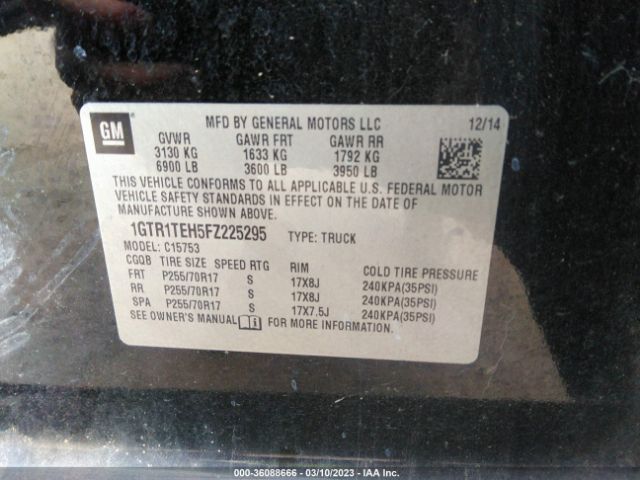 GM
MFD BY GENERAL MOTORS LLC 12/14
GVWR GAWR FRT GAWR RR
3130 KG 1633 KG 1792 KG
6900 LB 3600 LB 3950 LB
THIS VEHICLE CONFORMS TO ALL APPLICABLE U.S. FEDERAL MOTOR
VEHICLE SAFETY STANDARDS IN EFFECT ON THE DATE OF
MANUFACTURE SHOWN ABOVE.
1GTR1TEH5FZ225295 TYPE: TRUCK
MODEL: C15753
CGQB TIRE SIZE SPEED RTG RIM COLD TIRE PRESSURE
FRT P255/70R17 S 17X8J 240KPA(35PSI)
RR P255/70R17 S 17X8J 240KPA(35PSI)
SPA P255/70R17 S 17X7.5J 240KPA(35PSI)
SEE OWNER'S MANUAL FOR MORE INFORMATION.
000-36088666 - 03/10/2023 - IAA Inc.